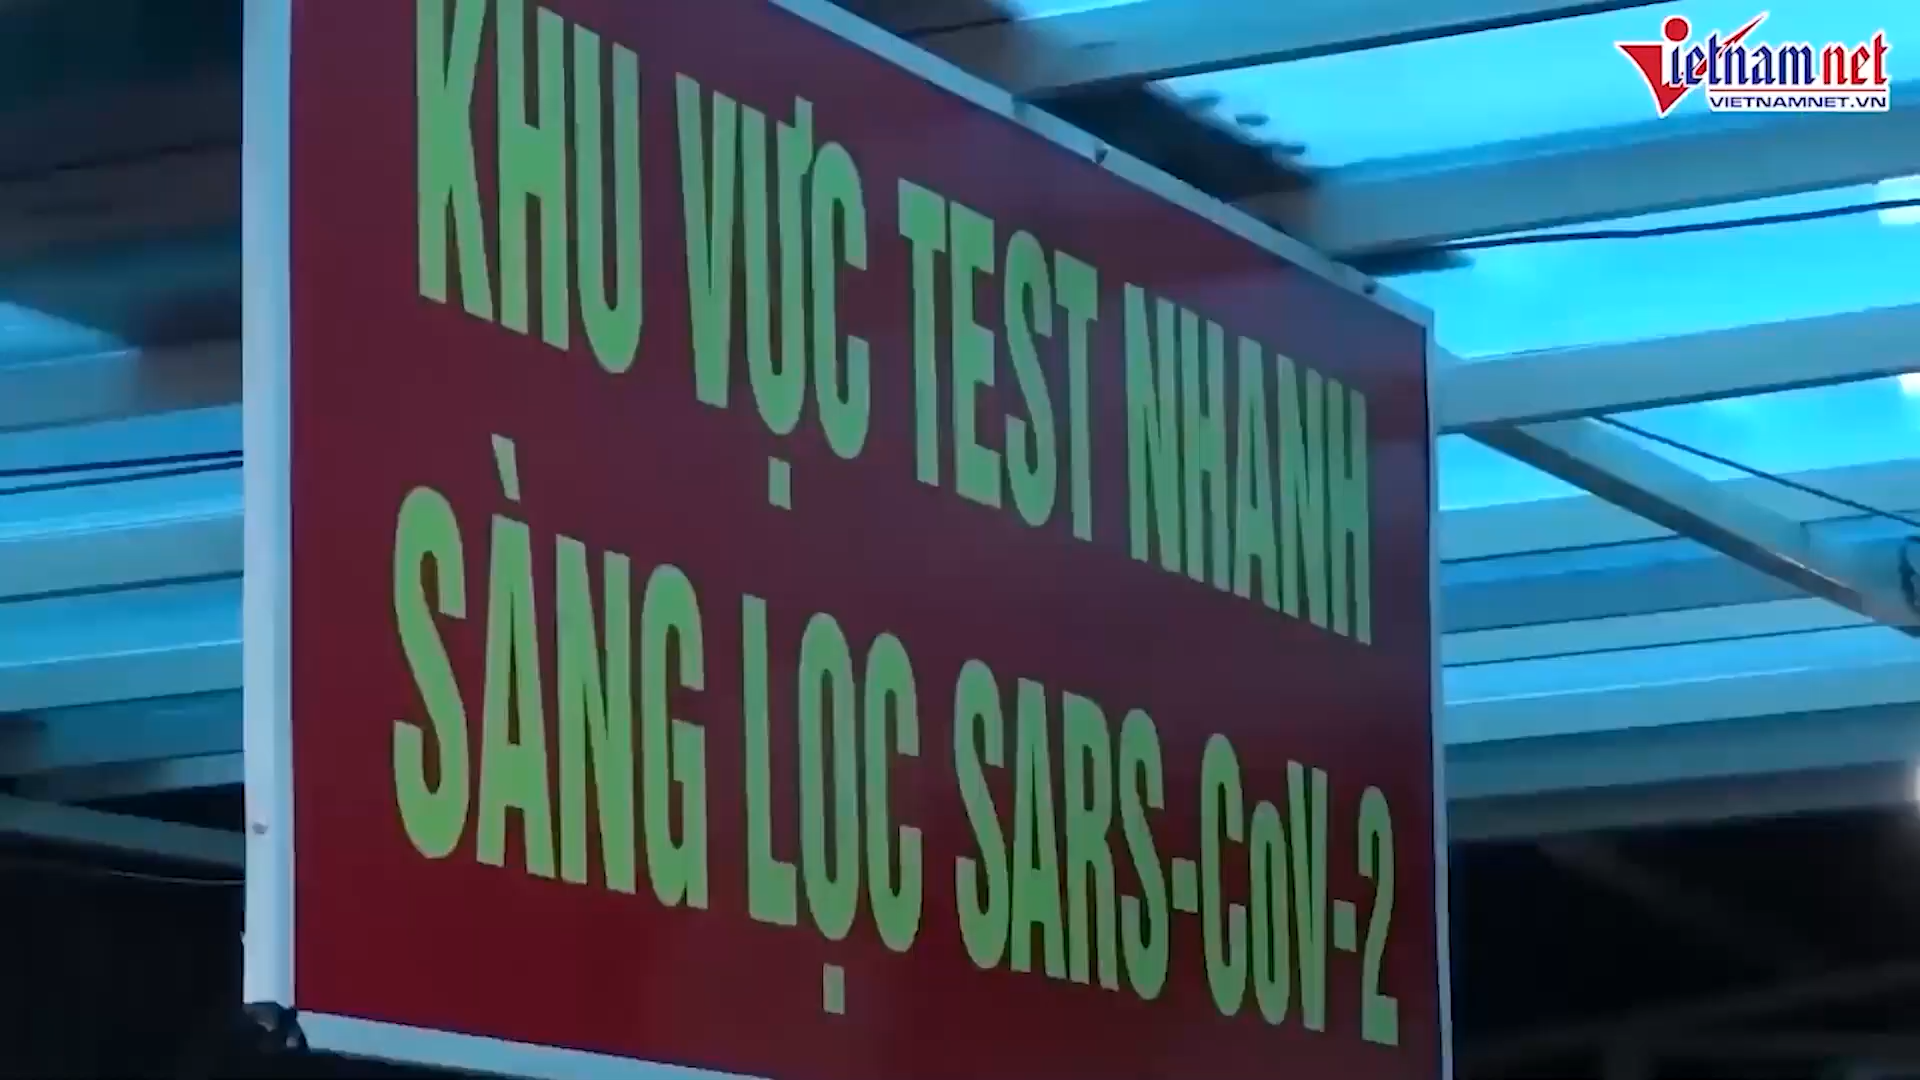 Vietnamnet
VIETNAMNET.VN
KHU VỰC TEST NHANH
SÀNG LỌC SARS-CoV-2